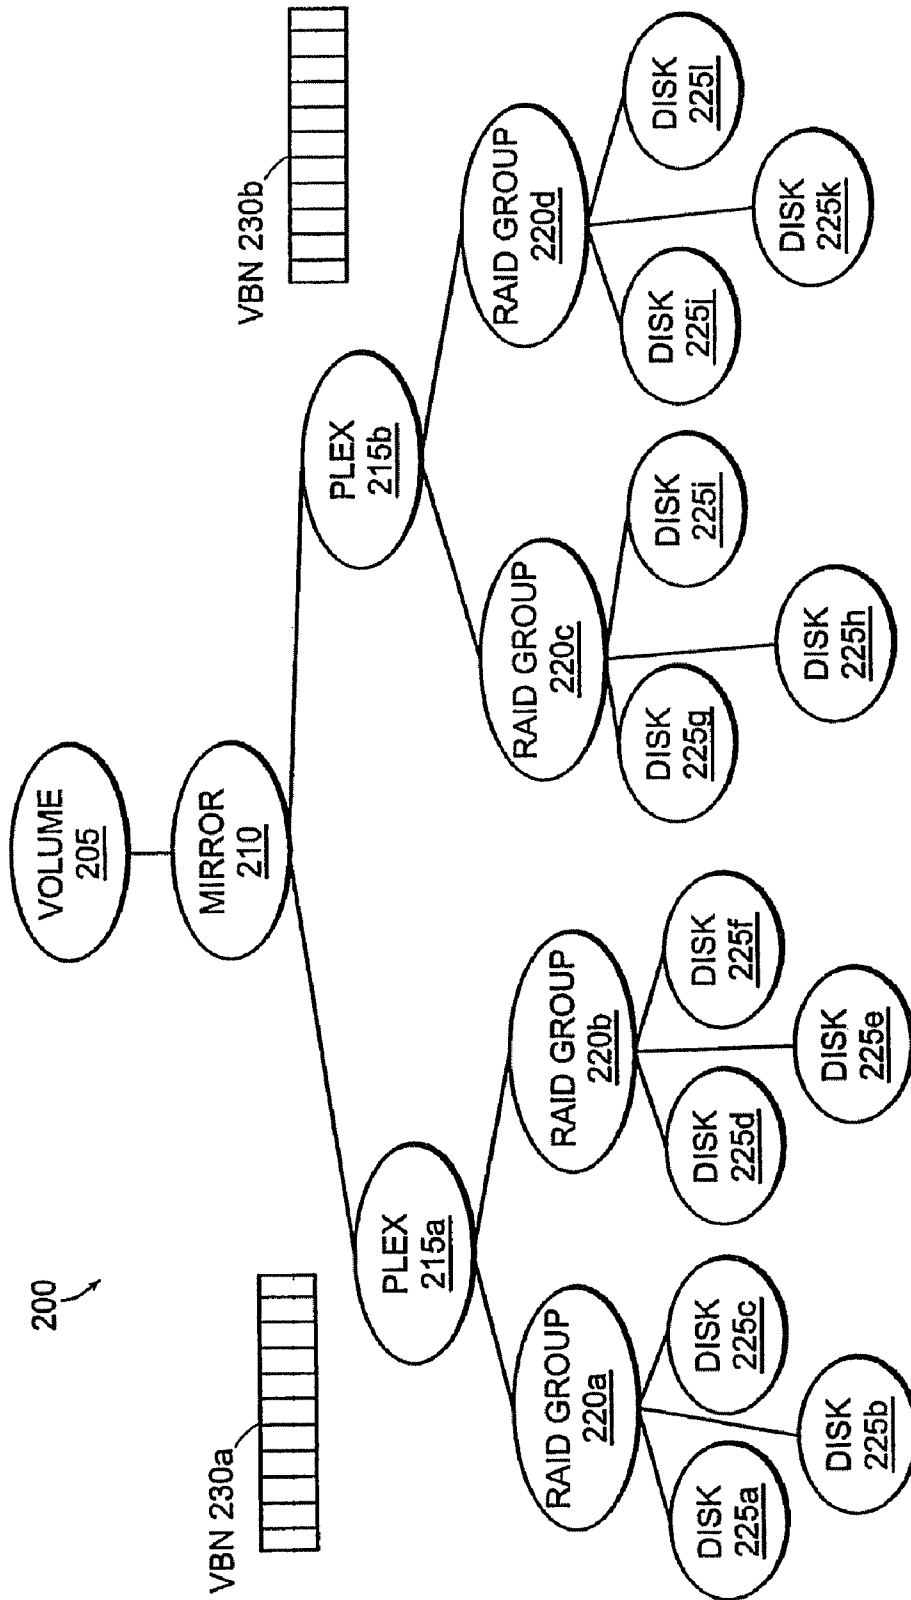 200
VOLUME
205
MIRROR
210
VBN 230a
VBN 230b
PLEX
215a
PLEX
215b
RAID GROUP
220a
RAID GROUP
220b
RAID GROUP
220c
RAID GROUP
220d
DISK
225a
DISK
225b
DISK
225c
DISK
225d
DISK
225e
DISK
225f
DISK
225g
DISK
225h
DISK
225i
DISK
225j
DISK
225k
DISK
225l